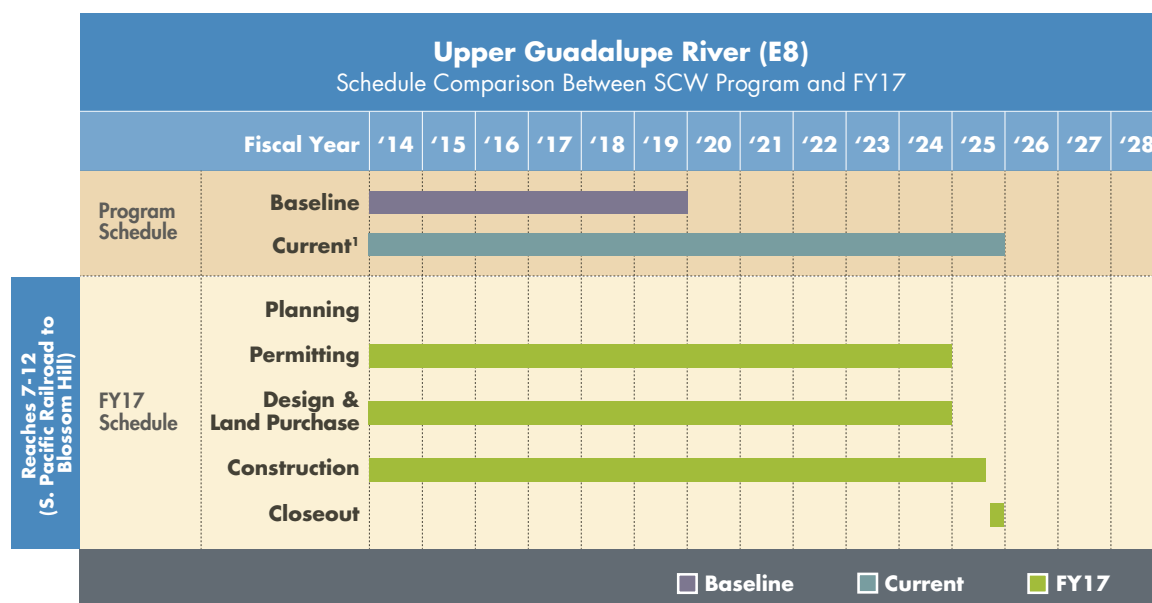 Upper Guadalupe River (E8)
Schedule Comparison Between SCW Program and FY17
Fiscal Year ‘14 ‘15 ‘16 ‘17 ‘18 ‘19 ‘20 ‘21 ‘22 ‘23 ‘24 ‘25 ‘26 ‘27 ‘28
Program
Schedule
Baseline
Current¹
Reaches 7-12
(S. Pacific Railroad to
Blossom Hill)
FY17
Schedule
Planning
Permitting
Design &
Land Purchase
Construction
Closeout
Baseline Current FY17